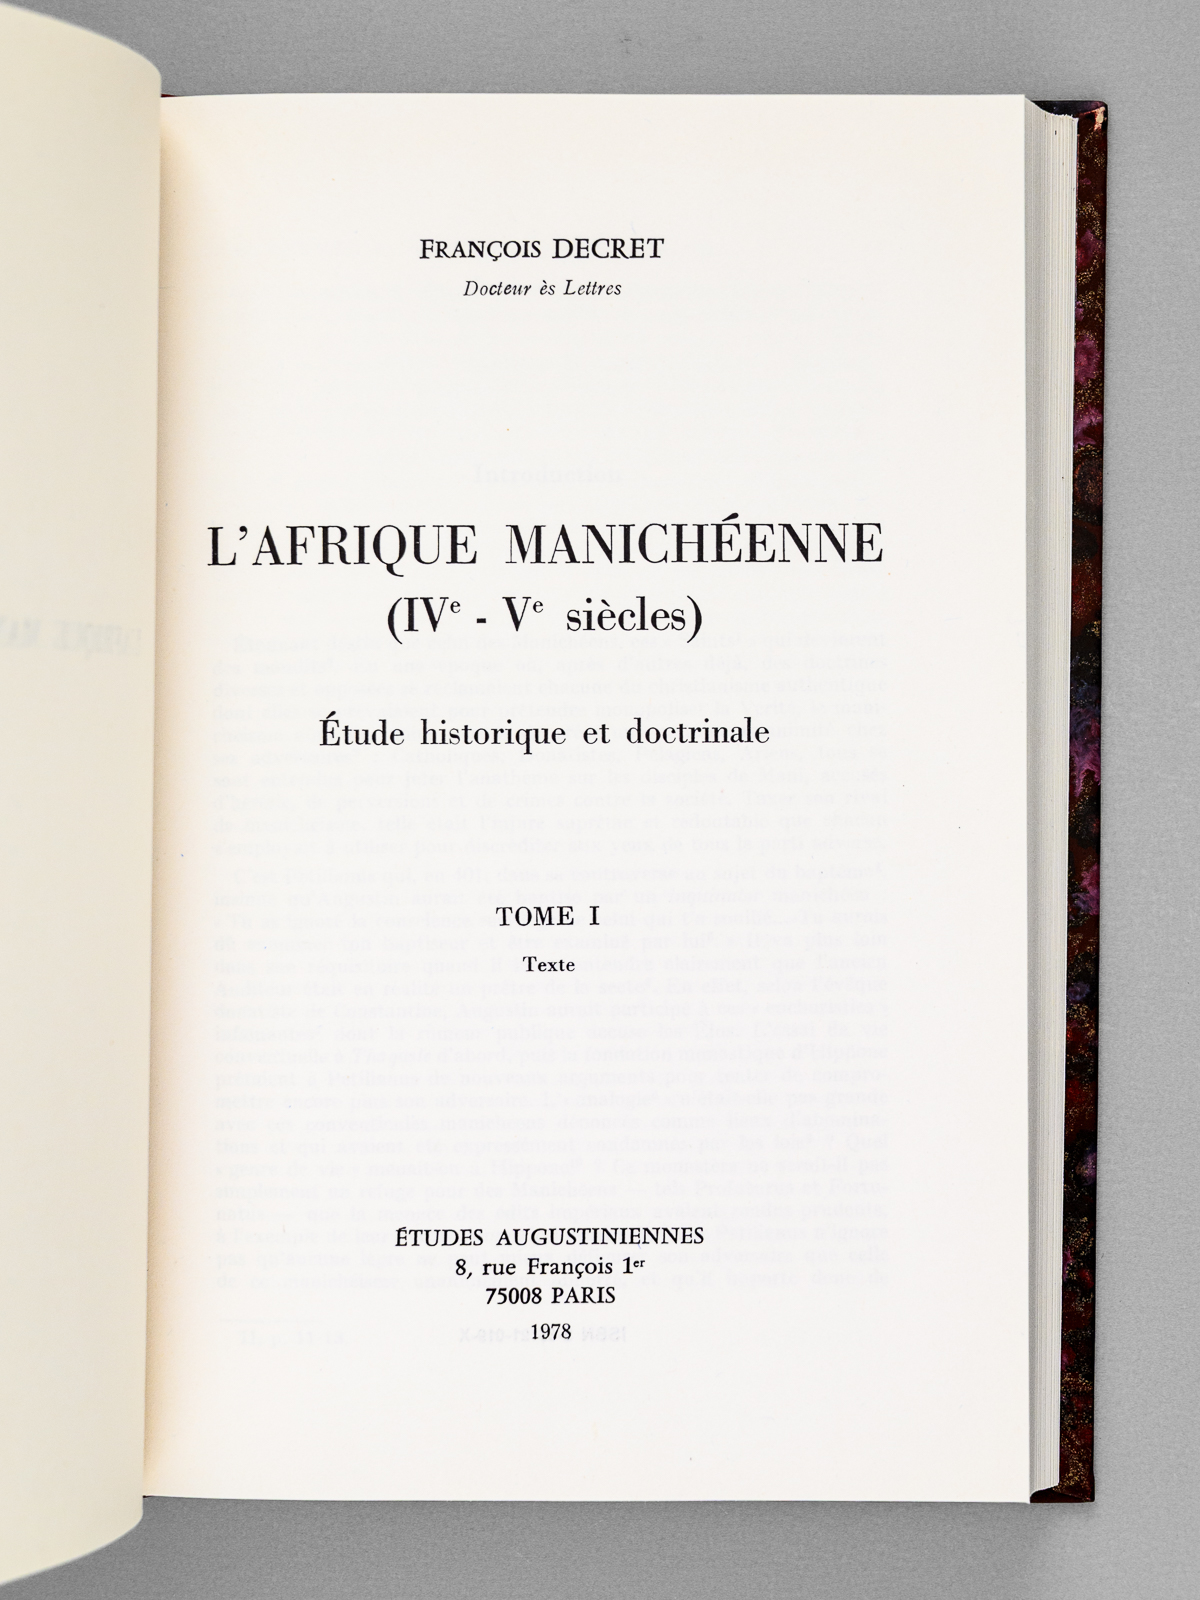 FRANÇOIS DECRET
Docteur ès Lettres
L'AFRIQUE MANICHÉENNE
(IVe - Ve siècles)
Étude historique et doctrinale
TOME I
Texte
ÉTUDES AUGUSTINIENNES
8, rue François 1er
75008 PARIS
1978